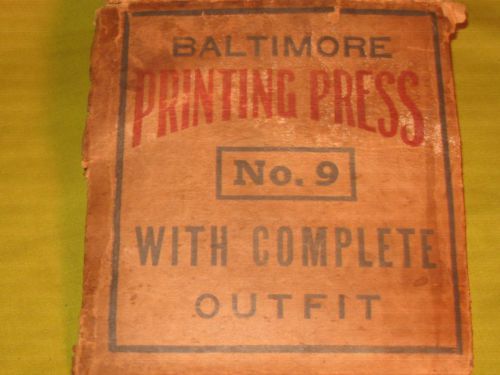 BALTIMORE
PRINTING PRESS
No. 9
WITH COMPLETE
OUTFIT